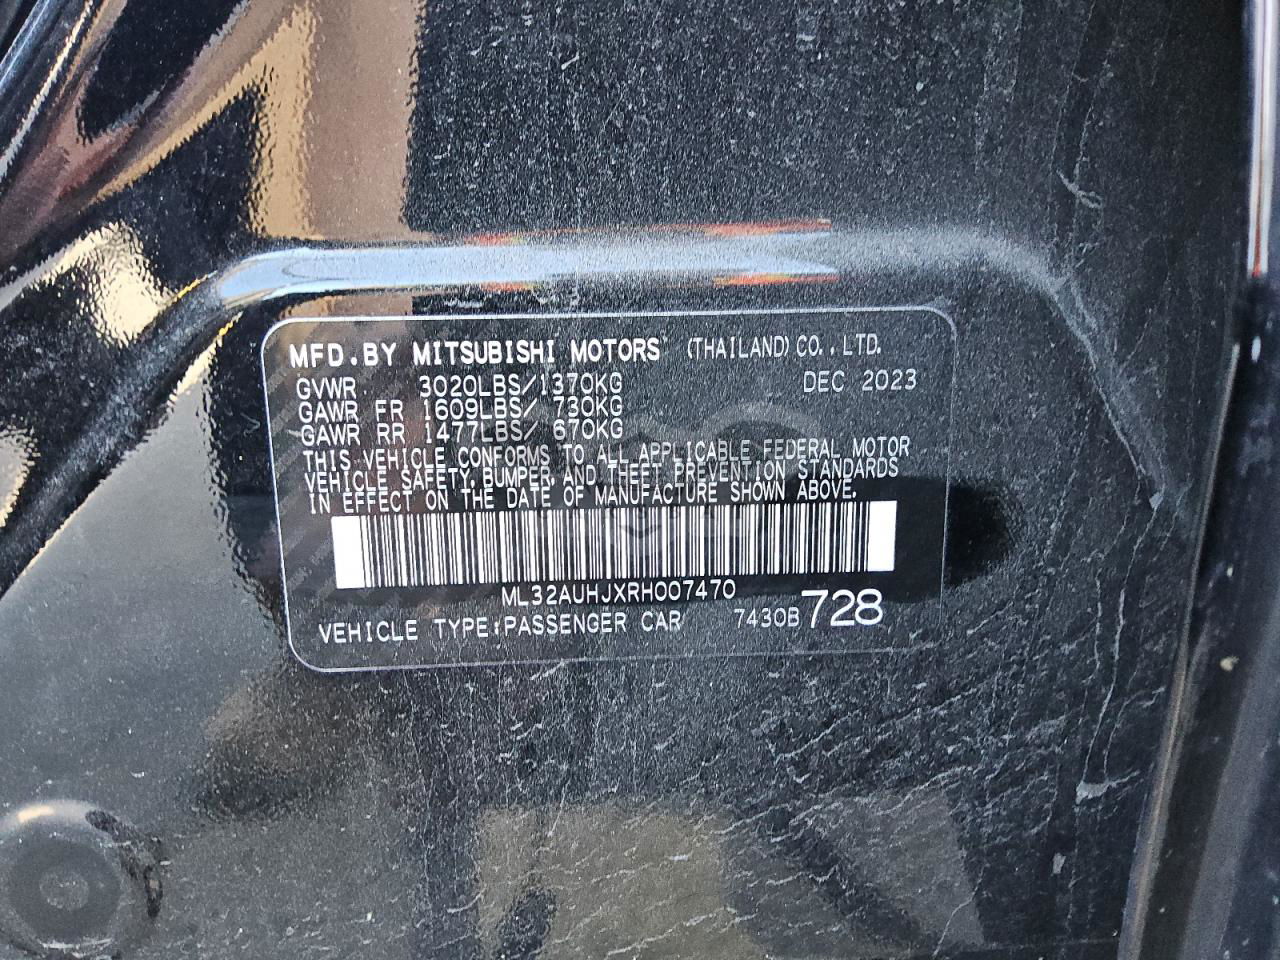 MFD.BY MITSUBISHI MOTORS (THAILAND) CO.,LTD.
GVWR 3020LBS/1370KG DEC 2023
GAWR FR 1609LBS/ 730KG
GAWR RR 1477LBS/ 670KG
THIS VEHICLE CONFORMS TO ALL APPLICABLE FEDERAL MOTOR
VEHICLE SAFETY, BUMPER, AND THEFT PREVENTION STANDARDS
IN EFFECT ON THE DATE OF MANUFACTURE SHOWN ABOVE.
ML32AUHJXRH007470
VEHICLE TYPE:PASSENGER CAR 7430B 728